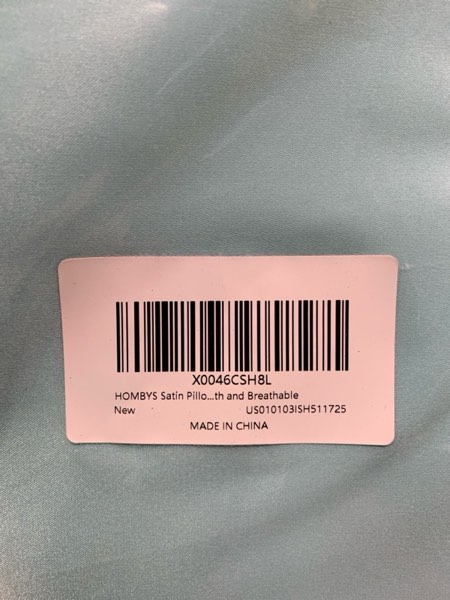 X0046CSH8L
HOMBYS Satin Pillo...th and Breathable
New US010103ISH511725
MADE IN CHINA